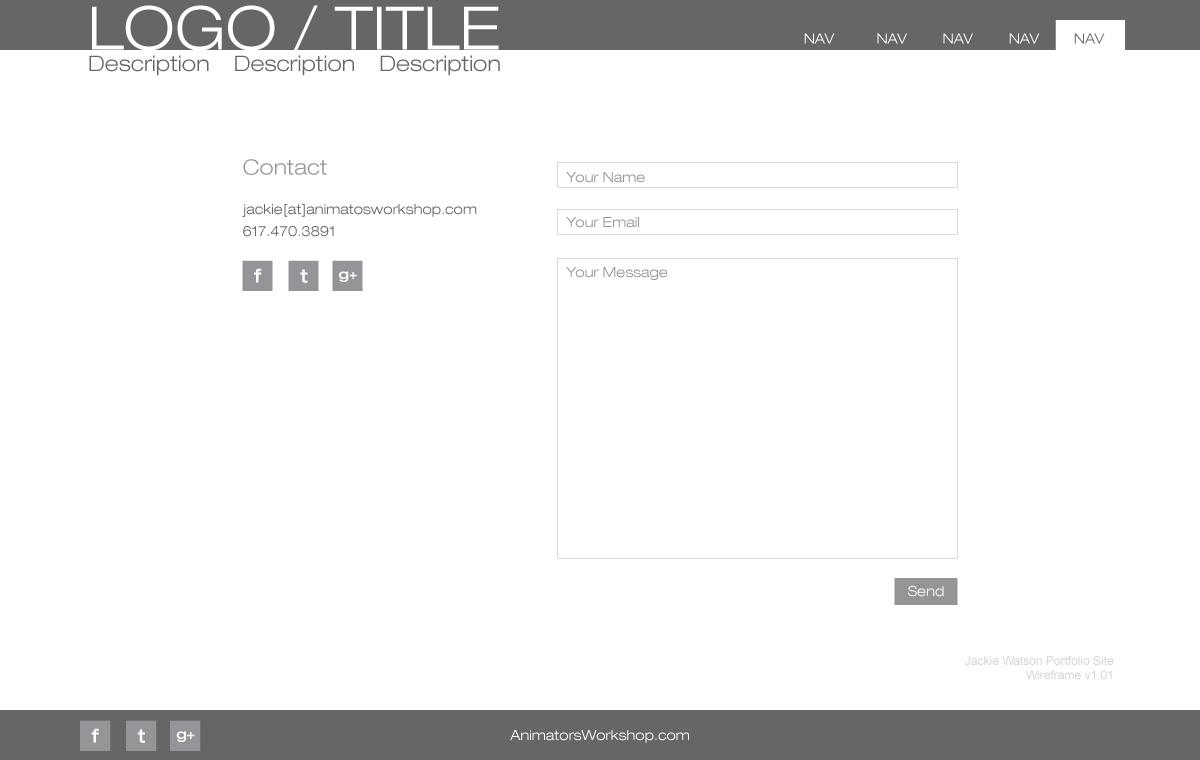 LOGO / TITLE
NAV NAV NAV NAV NAV
Description Description Description
Contact
jackie[at]animatosworkshop.com
617.470.3891
f t g+
Your Name
Your Email
Your Message
Send
Jackie Watson Portfolio Site
Wireframe v1.01
f t g+
AnimatorsWorkshop.com